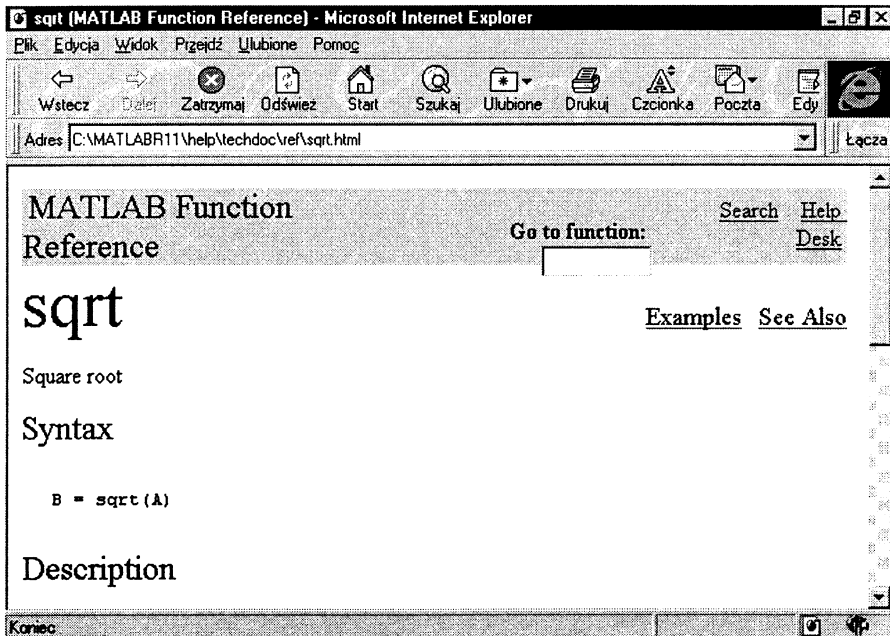 sqrt (MATLAB Function Reference) - Microsoft Internet Explorer
Plik Edycja Widok Przejdź Ulubione Pomoc
Wstecz Dalej Zatrzymaj Odśwież Start Szukaj Ulubione Drukuj Czcionka Poczta Edy
Adres C:\MATLABR11\help\techdoc\ref\sqrt.html Łącza
MATLAB Function Reference
Go to function:
Search Help Desk
sqrt
Examples See Also
Square root
Syntax
B = sqrt(A)
Description
Koniec